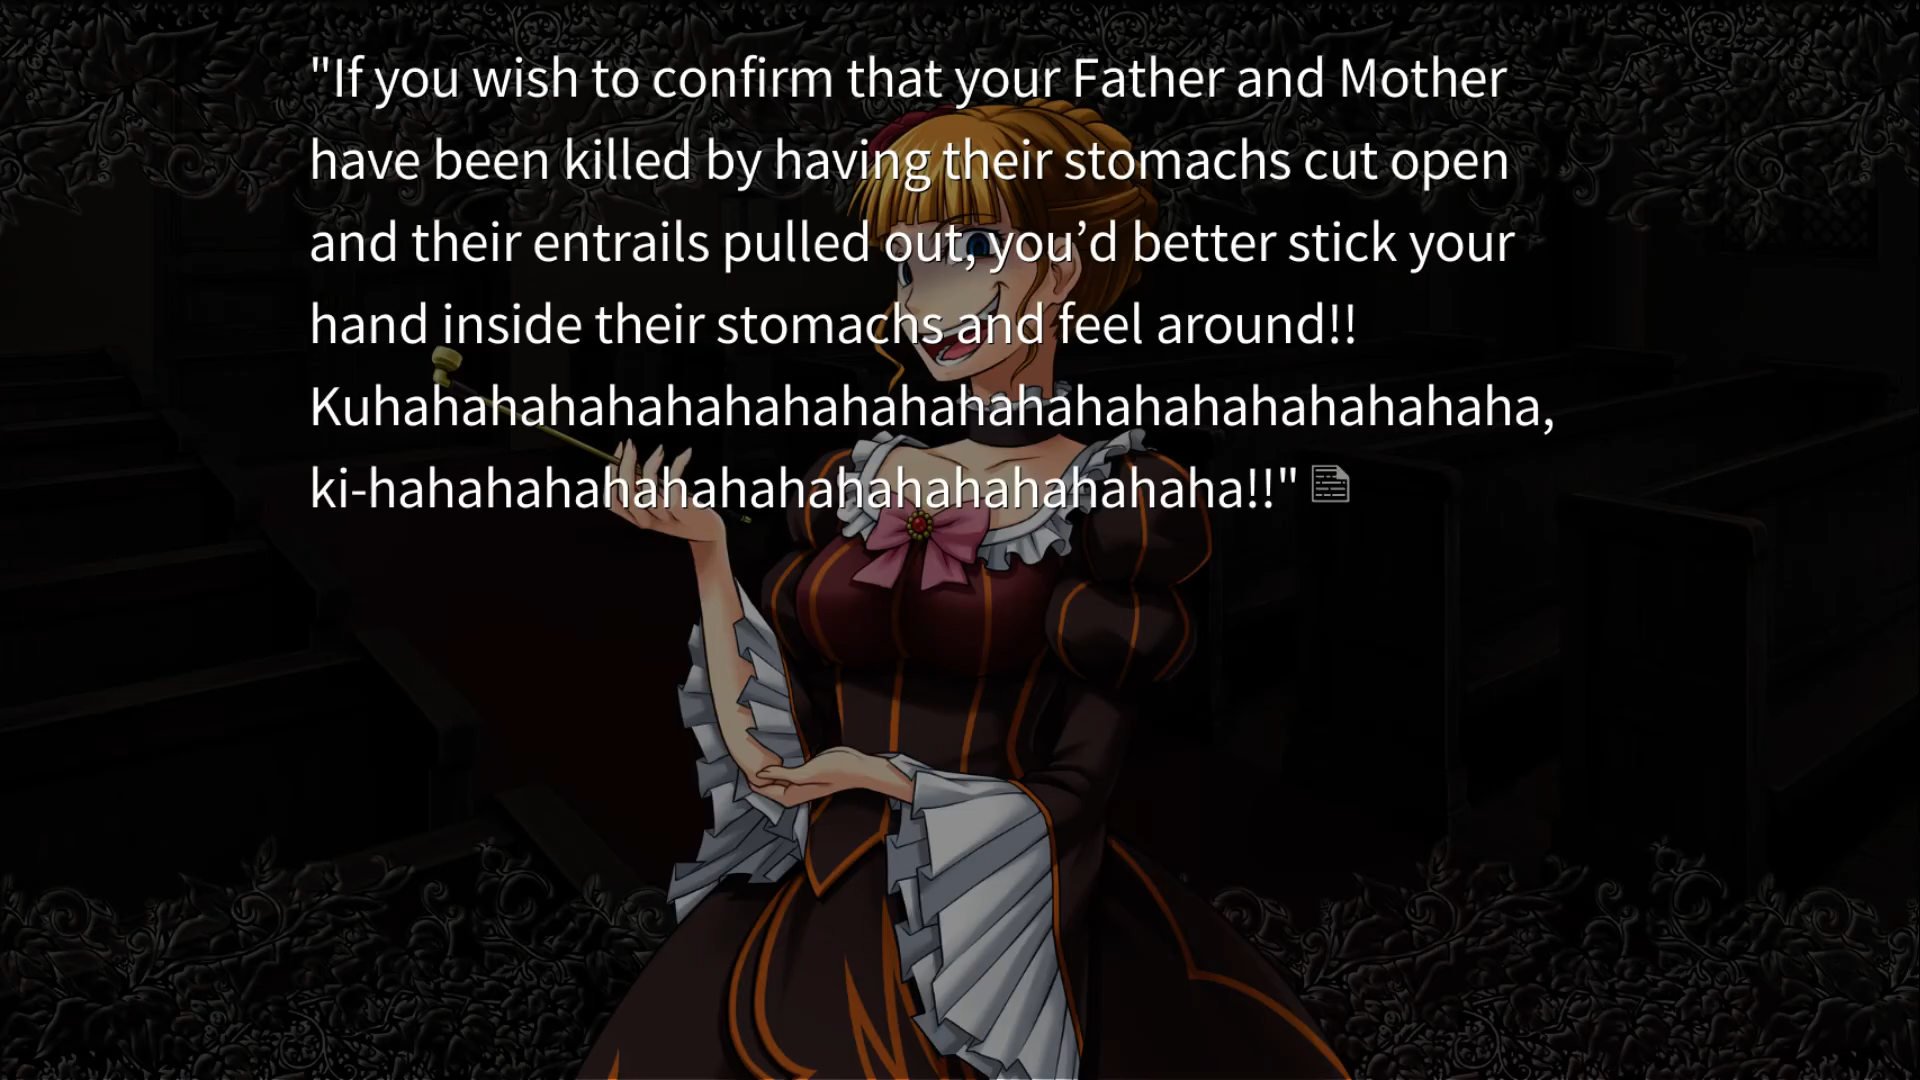 "If you wish to confirm that your Father and Mother
have been killed by having their stomachs cut open
and their entrails pulled out, you’d better stick your
hand inside their stomachs and feel around!!
Kuhahahahahahahahahahahahahahahahahahahaha,
ki-hahahahahahahahahahahahahahaha!!"